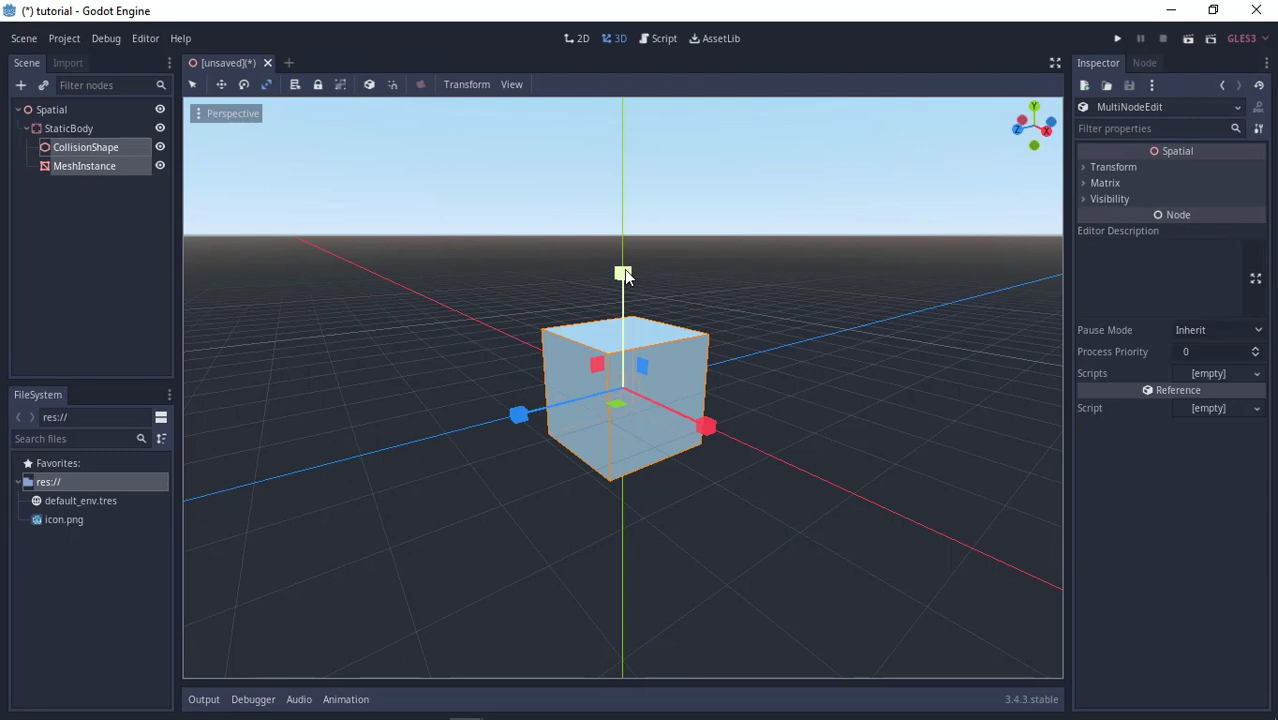 (*) tutorial - Godot Engine
Scene Project Debug Editor Help
2D 3D Script AssetLib
GLES3
Scene Import
[unsaved](*)
Inspector Node
Filter nodes
Transform View
Spatial
StaticBody
CollisionShape
MeshInstance
Perspective
Y
Z
X
MultiNodeEdit
Filter properties
Spatial
Transform
Matrix
Visibility
Node
Editor Description
Pause Mode Inherit
Process Priority 0
Scripts [empty]
Reference
Script [empty]
FileSystem
res://
Search files
Favorites:
res://
default_env.tres
icon.png
Output Debugger Audio Animation
3.4.3.stable